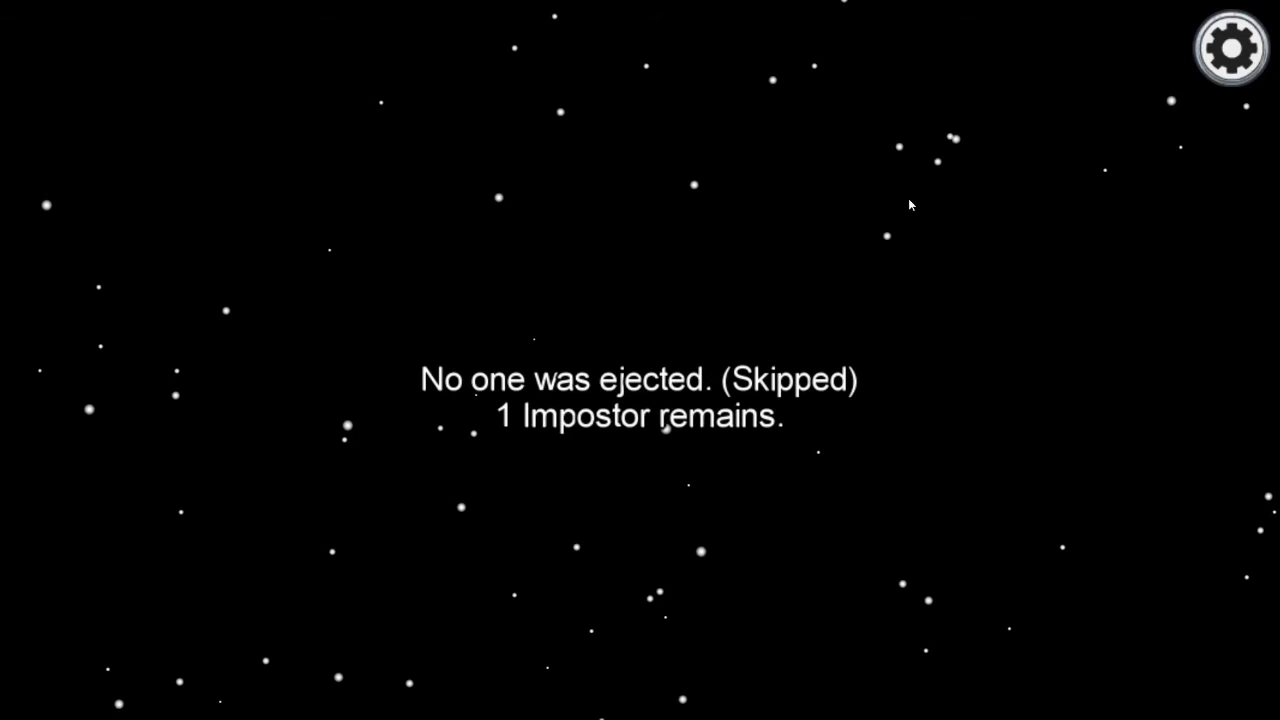 No one was ejected. (Skipped)
1 Impostor remains.